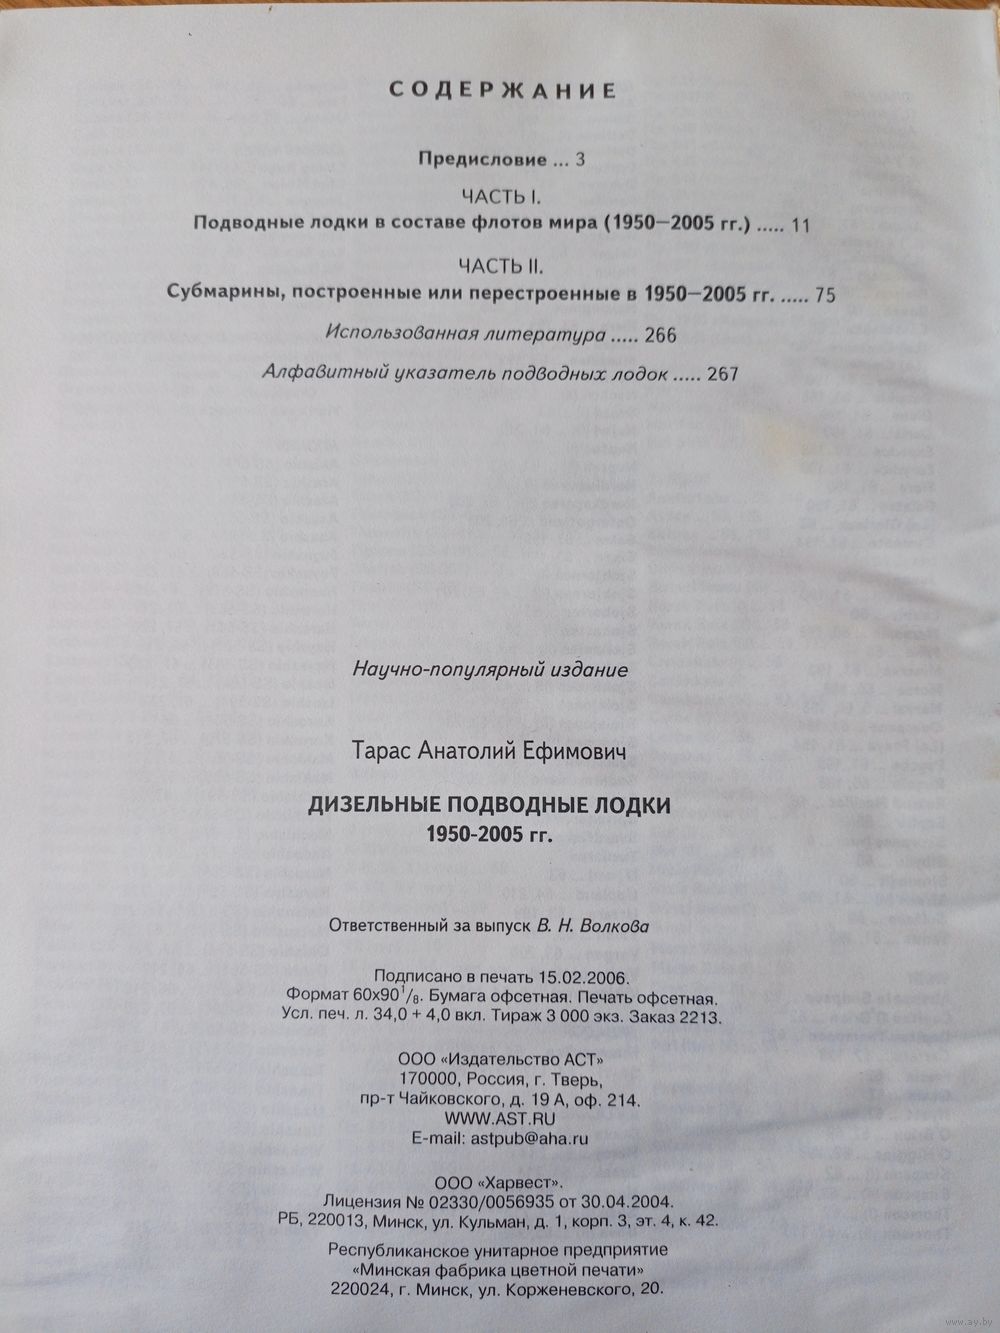 СОДЕРЖАНИЕ
Предисловие ... 3
ЧАСТЬ I.
Подводные лодки в составе флотов мира (1950—2005 гг.) ..... 11
ЧАСТЬ II.
Субмарины, построенные или перестроенные в 1950—2005 гг. ..... 75
Использованная литература ..... 266
Алфавитный указатель подводных лодок ..... 267
Научно-популярный издание
Тарас Анатолий Ефимович
ДИЗЕЛЬНЫЕ ПОДВОДНЫЕ ЛОДКИ
1950-2005 гг.
Ответственный за выпуск В. Н. Волкова
Подписано в печать 15.02.2006.
Формат 60х90 1/8. Бумага офсетная. Печать офсетная.
Усл. печ. л. 34,0 + 4,0 вкл. Тираж 3 000 экз. Заказ 2213.
ООО «Издательство АСТ»
170000, Россия, г. Тверь,
пр-т Чайковского, д. 19 А, оф. 214.
WWW.AST.RU
E-mail: astpub@aha.ru
ООО «Харвест».
Лицензия № 02330/0056935 от 30.04.2004.
РБ, 220013, Минск, ул. Кульман, д. 1, корп. 3, эт. 4, к. 42.
Республиканское унитарное предприятие
«Минская фабрика цветной печати»
220024, г. Минск, ул. Корженевского, 20.
www.ay.by